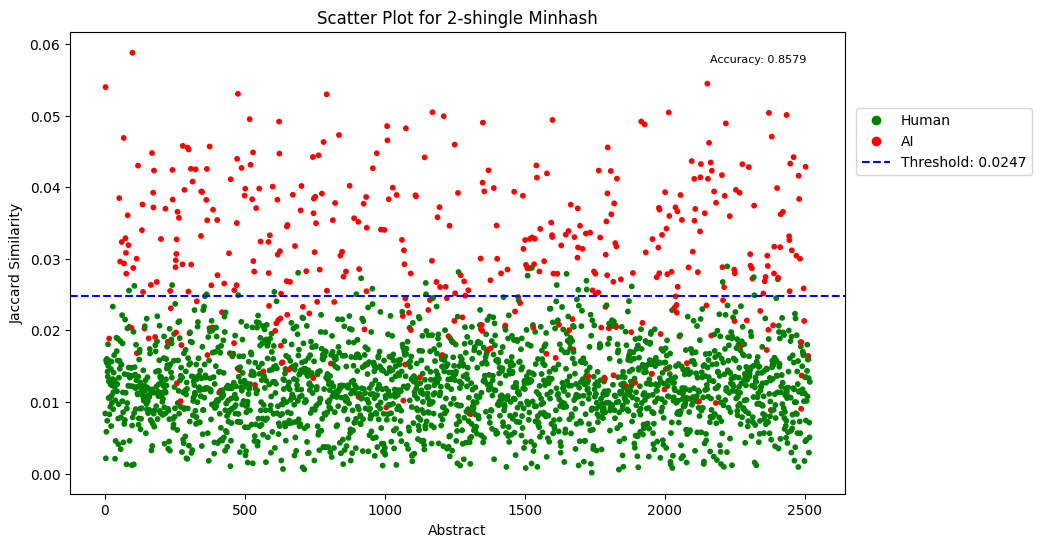 Scatter Plot for 2-shingle Minhash
Accuracy: 0.8579
Human
AI
Threshold: 0.0247
Jaccard Similarity
0.06
0.05
0.04
0.03
0.02
0.01
0.00
0
500
1000
1500
2000
2500
Abstract